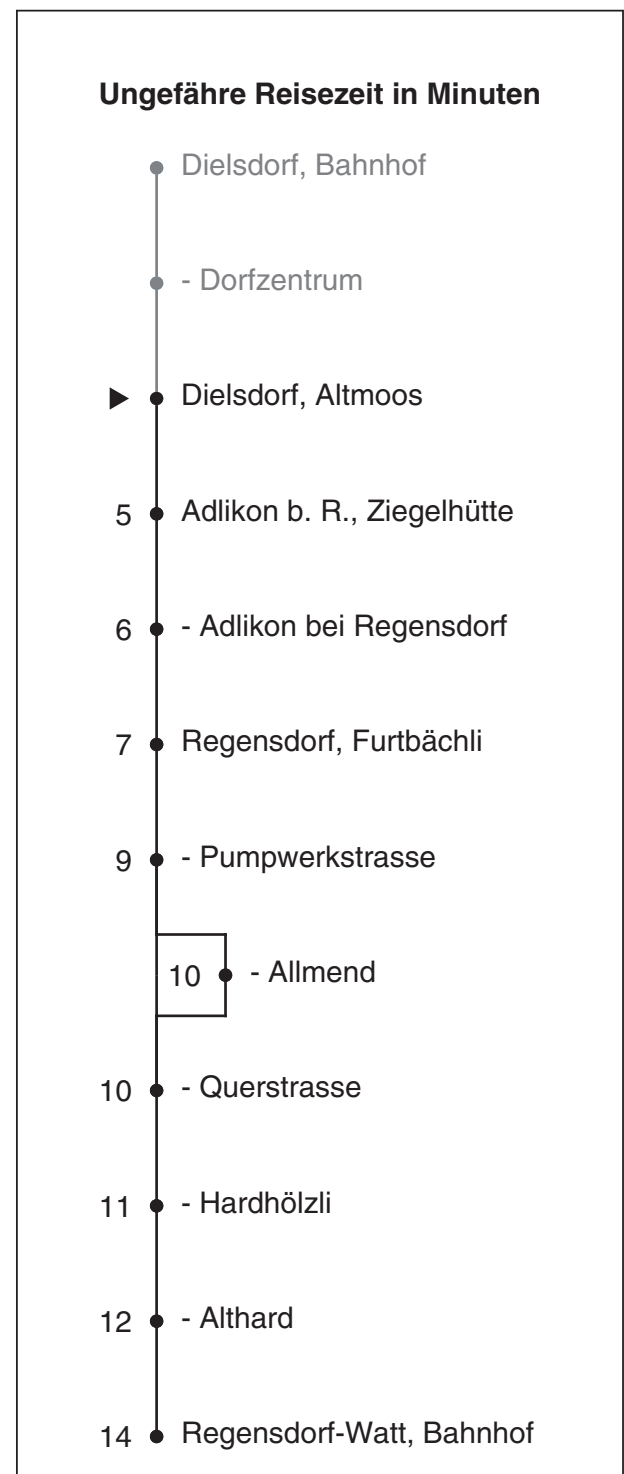 Ungefähre Reisezeit in Minuten
Dielsdorf, Bahnhof
- Dorfzentrum
Dielsdorf, Altmoos
5 Adlikon b. R., Ziegelhütte
6 - Adlikon bei Regensdorf
7 Regensdorf, Furtbächli
9 - Pumpwerkstrasse
10 - Allmend
10 - Querstrasse
11 - Hardhölzli
12 - Althard
14 Regensdorf-Watt, Bahnhof